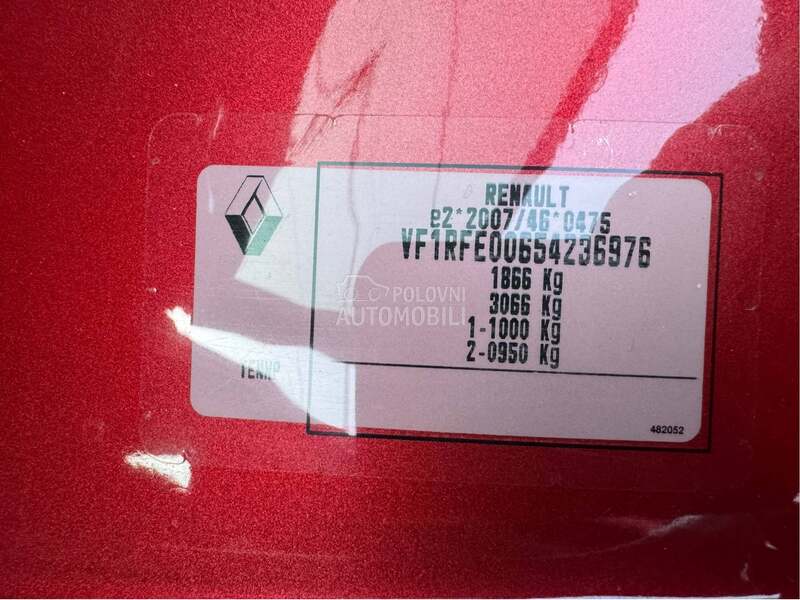 RENAULT
e2*2007/46*0475
VF1RFE00654236976
1866 Kg
3066 Kg
1-1000 Kg
2-0950 Kg
TEKNP
482052
POLOVNI
AUTOMOBILI